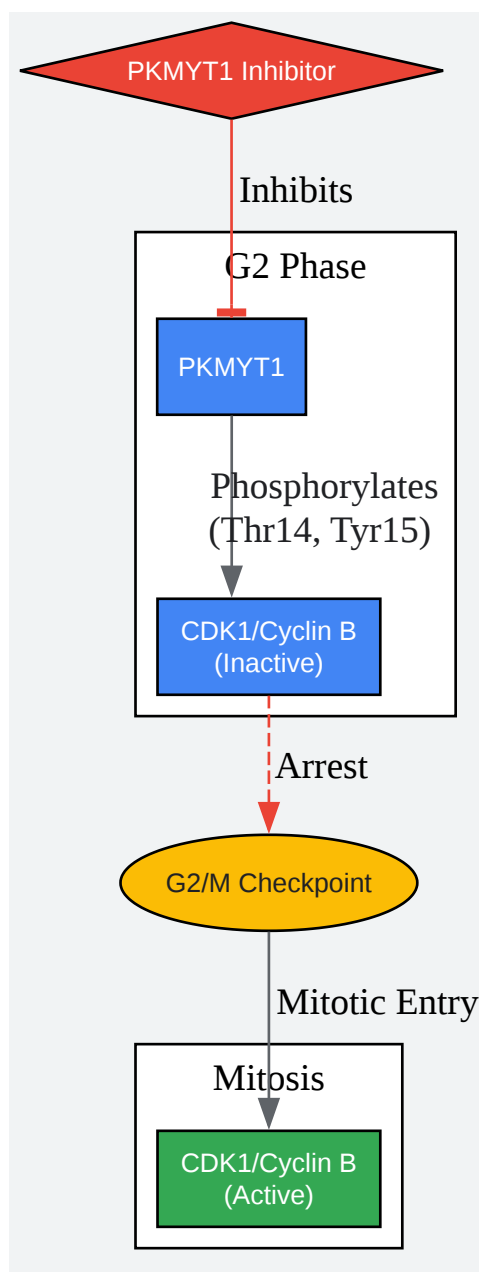 PKMYT1 Inhibitor
Inhibits
G2 Phase
PKMYT1
Phosphorylates
(Thr14, Tyr15)
CDK1/Cyclin B
(Inactive)
Arrest
G2/M Checkpoint
Mitotic Entry
Mitosis
CDK1/Cyclin B
(Active)